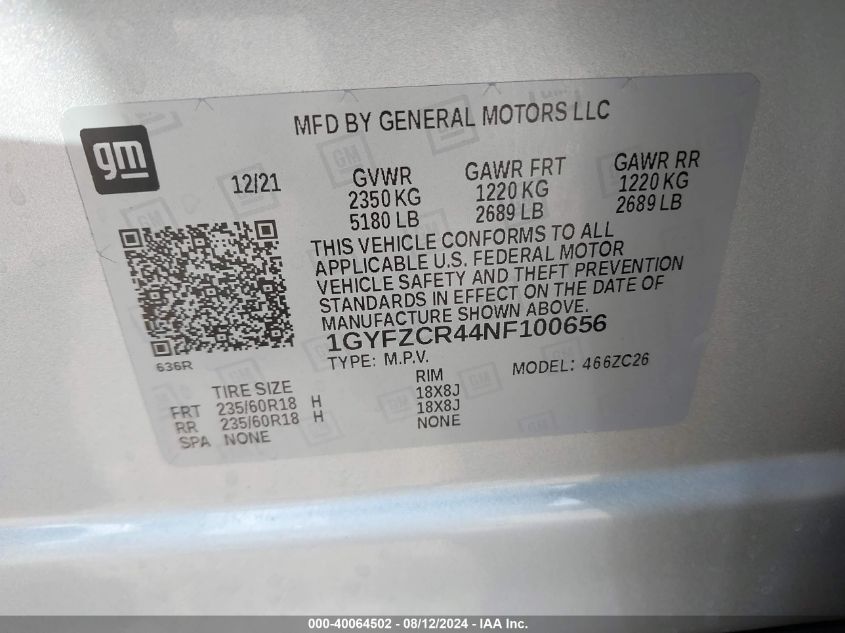 MFD BY GENERAL MOTORS LLC
gm
12/21
GVWR GAWR FRT GAWR RR
2350 KG 1220 KG 1220 KG
5180 LB 2689 LB 2689 LB
THIS VEHICLE CONFORMS TO ALL
APPLICABLE U.S. FEDERAL MOTOR
VEHICLE SAFETY AND THEFT PREVENTION
STANDARDS IN EFFECT ON THE DATE OF
MANUFACTURE SHOWN ABOVE.
1GYFZCR44NF100656
636R
TYPE: M.P.V. MODEL: 466ZC26
TIRE SIZE RIM
FRT 235/60R18 H 18X8J
RR 235/60R18 H 18X8J
SPA NONE NONE
000-40064502 - 08/12/2024 - IAA Inc.